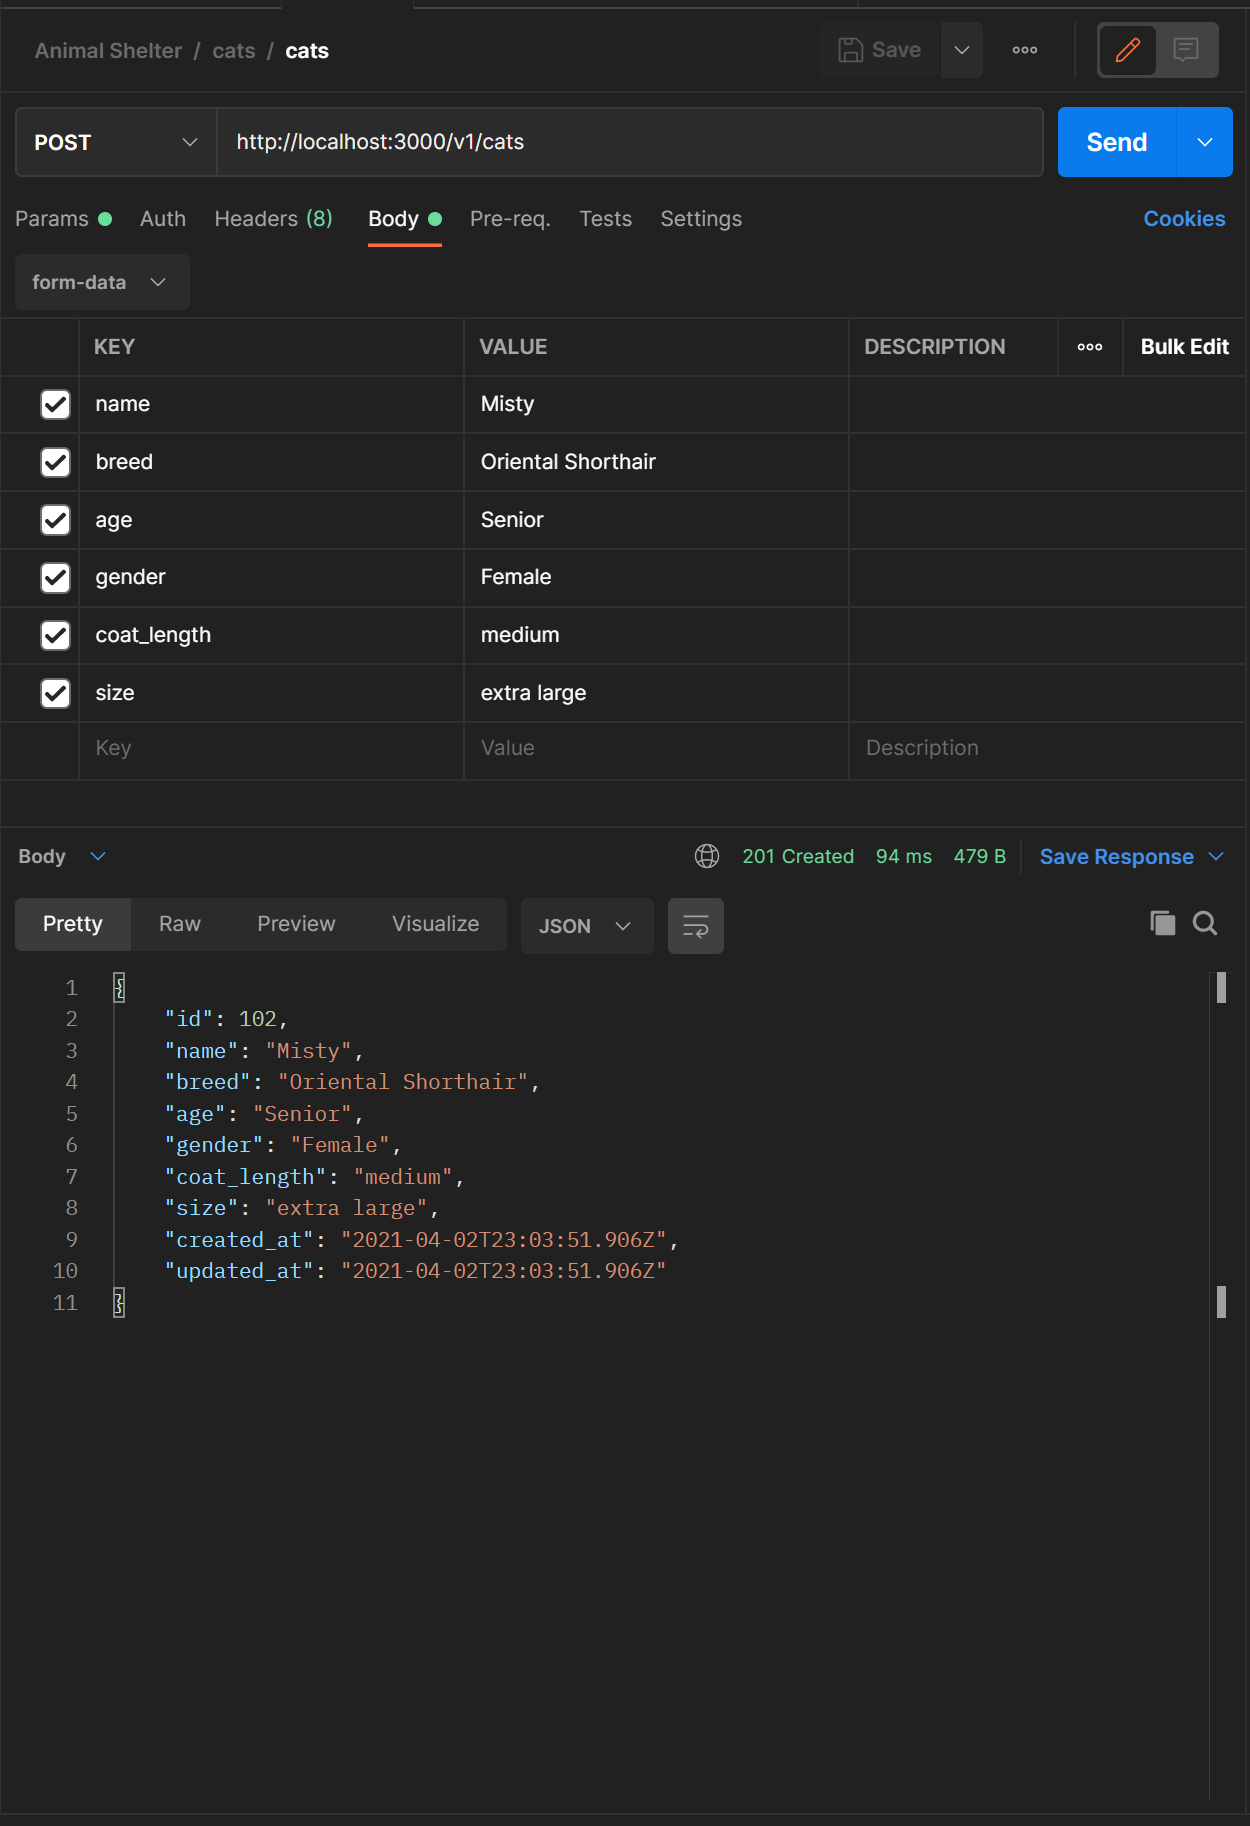 Animal Shelter / cats / cats Save
POST http://localhost:3000/v1/cats Send
Params Auth Headers (8) Body Pre-req. Tests Settings Cookies
form-data
KEY VALUE DESCRIPTION Bulk Edit
name Misty
breed Oriental Shorthair
age Senior
gender Female
coat_length medium
size extra large
Key Value Description
Body 201 Created 94 ms 479 B Save Response
Pretty Raw Preview Visualize JSON
1 {
2 "id": 102,
3 "name": "Misty",
4 "breed": "Oriental Shorthair",
5 "age": "Senior",
6 "gender": "Female",
7 "coat_length": "medium",
8 "size": "extra large",
9 "created_at": "2021-04-02T23:03:51.906Z",
10 "updated_at": "2021-04-02T23:03:51.906Z"
11 }